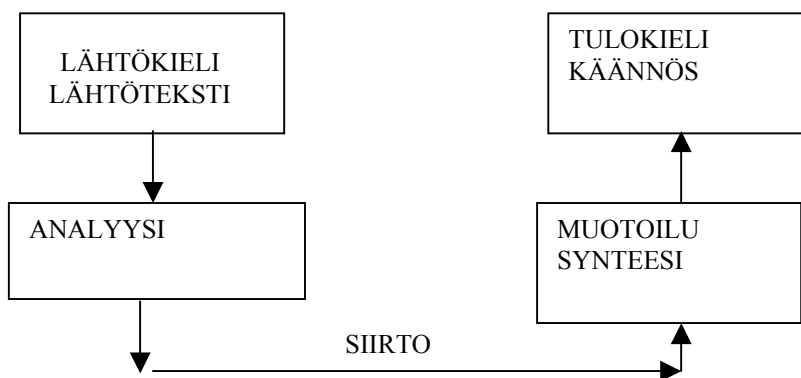 LÄHTÖKIELI
LÄHTÖTEKSTI
TULOKIELI
KÄÄNNÖS
ANALYYSI
MUOTOILU
SYNTEESI
SIIRTO